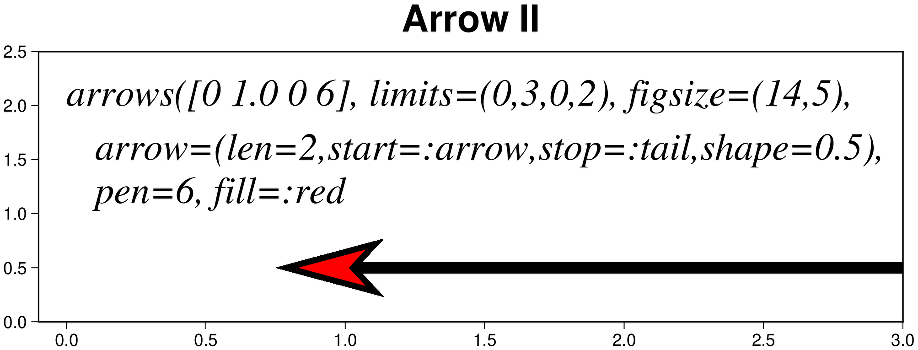 Arrow II
2.5
arrows([0 1.0 0 6], limits=(0,3,0,2), figsize=(14,5),
2.0
arrow=(len=2,start=:arrow,stop=:tail,shape=0.5),
1.5
pen=6, fill=:red
1.0
0.5
0.0
0.0 0.5 1.0 1.5 2.0 2.5 3.0